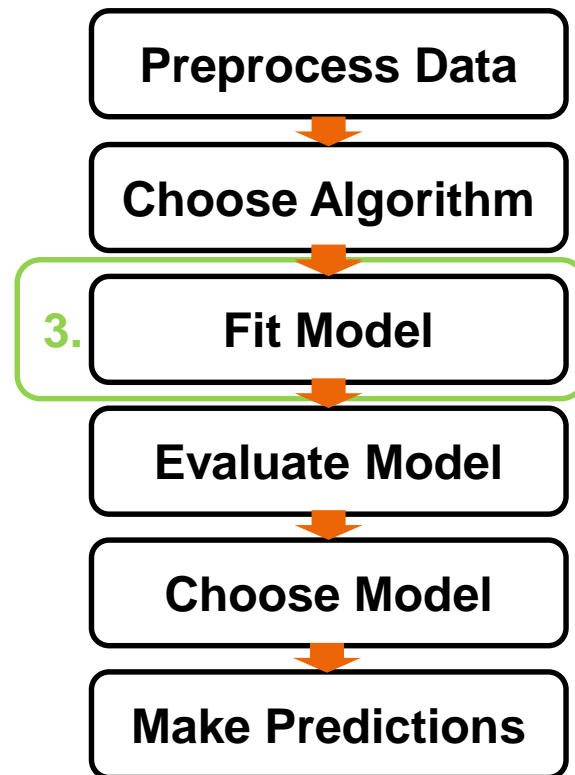 Preprocess Data
Choose Algorithm
3. Fit Model
Evaluate Model
Choose Model
Make Predictions